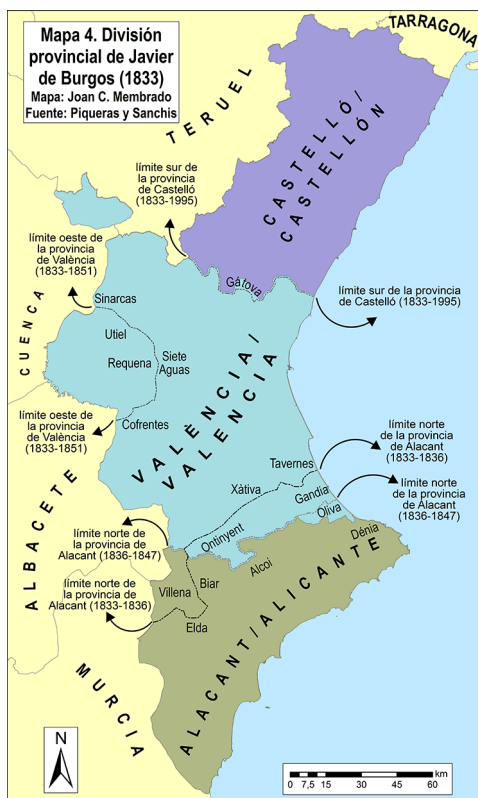 Mapa 4. División
provincial de Javier
de Burgos (1833)
Mapa: Joan C. Membrado
Fuente: Piqueras y Sanchis
TARRAGONA
TERUEL
CASTELLÓ/
CASTELLÓN
límite sur de
la provincia
de Castelló
(1833-1995)
límite oeste de
la provincia
de València
(1833-1851)
Gàtova
límite sur de la provincia
de Castelló (1833-1995)
Sinarcas
CUENCA
Utiel
Requena
Siete
Aguas
VALÈNCIA/
VALENCIA
límite oeste de
la provincia
de València
(1833-1851)
Cofrentes
límite norte
de la provincia
de Alacant
(1833-1836)
Tavernes
Xàtiva
Gandia
límite norte
de la provincia
de Alacant
(1836-1847)
Oliva
ALBACETE
límite norte de
la provincia de
Alacant (1836-1847)
Ontinyent
Dénia
Alcoi
límite norte de
la provincia de
Alacant (1833-1836)
Villena
Biar
Elda
ALACANT/ALICANTE
MURCIA
N
km
0 7,5 15 30 45 60